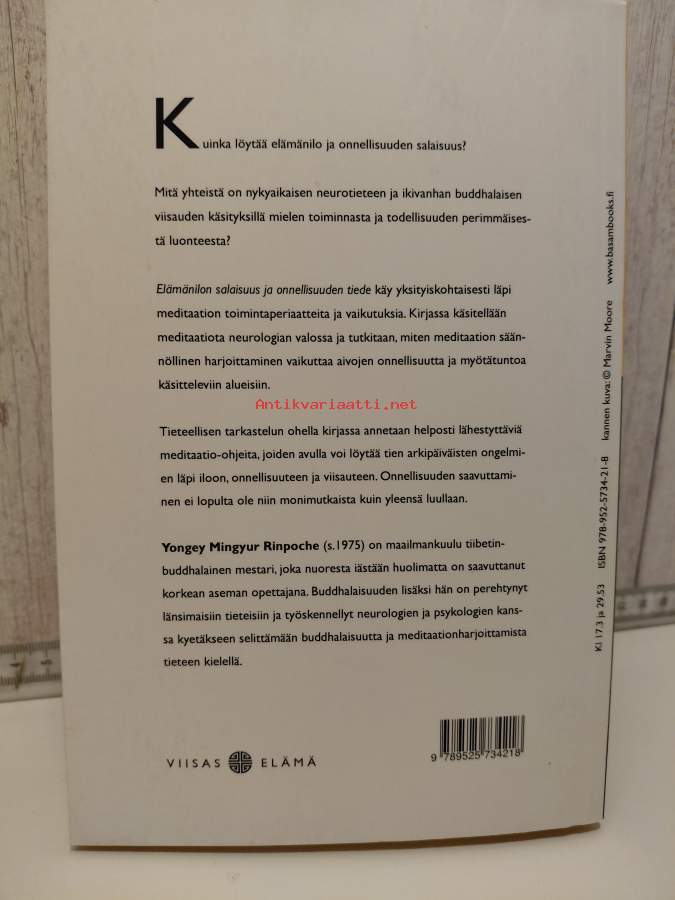 Kuinka löytää elämänilo ja onnellisuuden salaisuus?
Mitä yhteistä on nykyaikaisen neurotieteen ja ikivanhan buddhalaisen
viisauden käsityksillä mielen toiminnasta ja todellisuuden perimmäises-
tä luonteesta?
Elämänilon salaisuus ja onnellisuuden tiede käy yksityiskohtaisesti läpi
meditaation toimintaperiaatteita ja vaikutuksia. Kirjassa käsitellään
meditaatiota neurologian valossa ja tutkitaan, miten meditaation sään-
nöllinen harjoittaminen vaikuttaa aivojen onnellisuutta ja myötätuntoa
käsitteleviin alueisiin.
Antikvariaatti.net
Tieteellisen tarkastelun ohella kirjassa annetaan helposti lähestyttäviä
meditaatio-ohjeita, joiden avulla voi löytää tien arkipäiväisten ongelmi-
en läpi iloon, onnellisuuteen ja viisauteen. Onnellisuuden saavuttami-
nen ei lopulta ole niin monimutkaista kuin yleensä luullaan.
Yongey Mingyur Rinpoche (s.1975) on maailmankuulu tiibetin-
buddhalainen mestari, joka nuoresta iästään huolimatta on saavuttanut
korkean aseman opettajana. Buddhalaisuuden lisäksi hän on perehtynyt
länsimaisiin tieteisiin ja työskennellyt neurologien ja psykologien kans-
sa kyetäkseen selittämään buddhalaisuutta ja meditaationharjoittamista
tieteen kielellä.
VIISAS ELÄMÄ
9 789525 734218
Kl 17.3 ja 29.53 ISBN 978-952-5734-21-8 kannen kuva: © Marvin Moore www.basambooks.fi